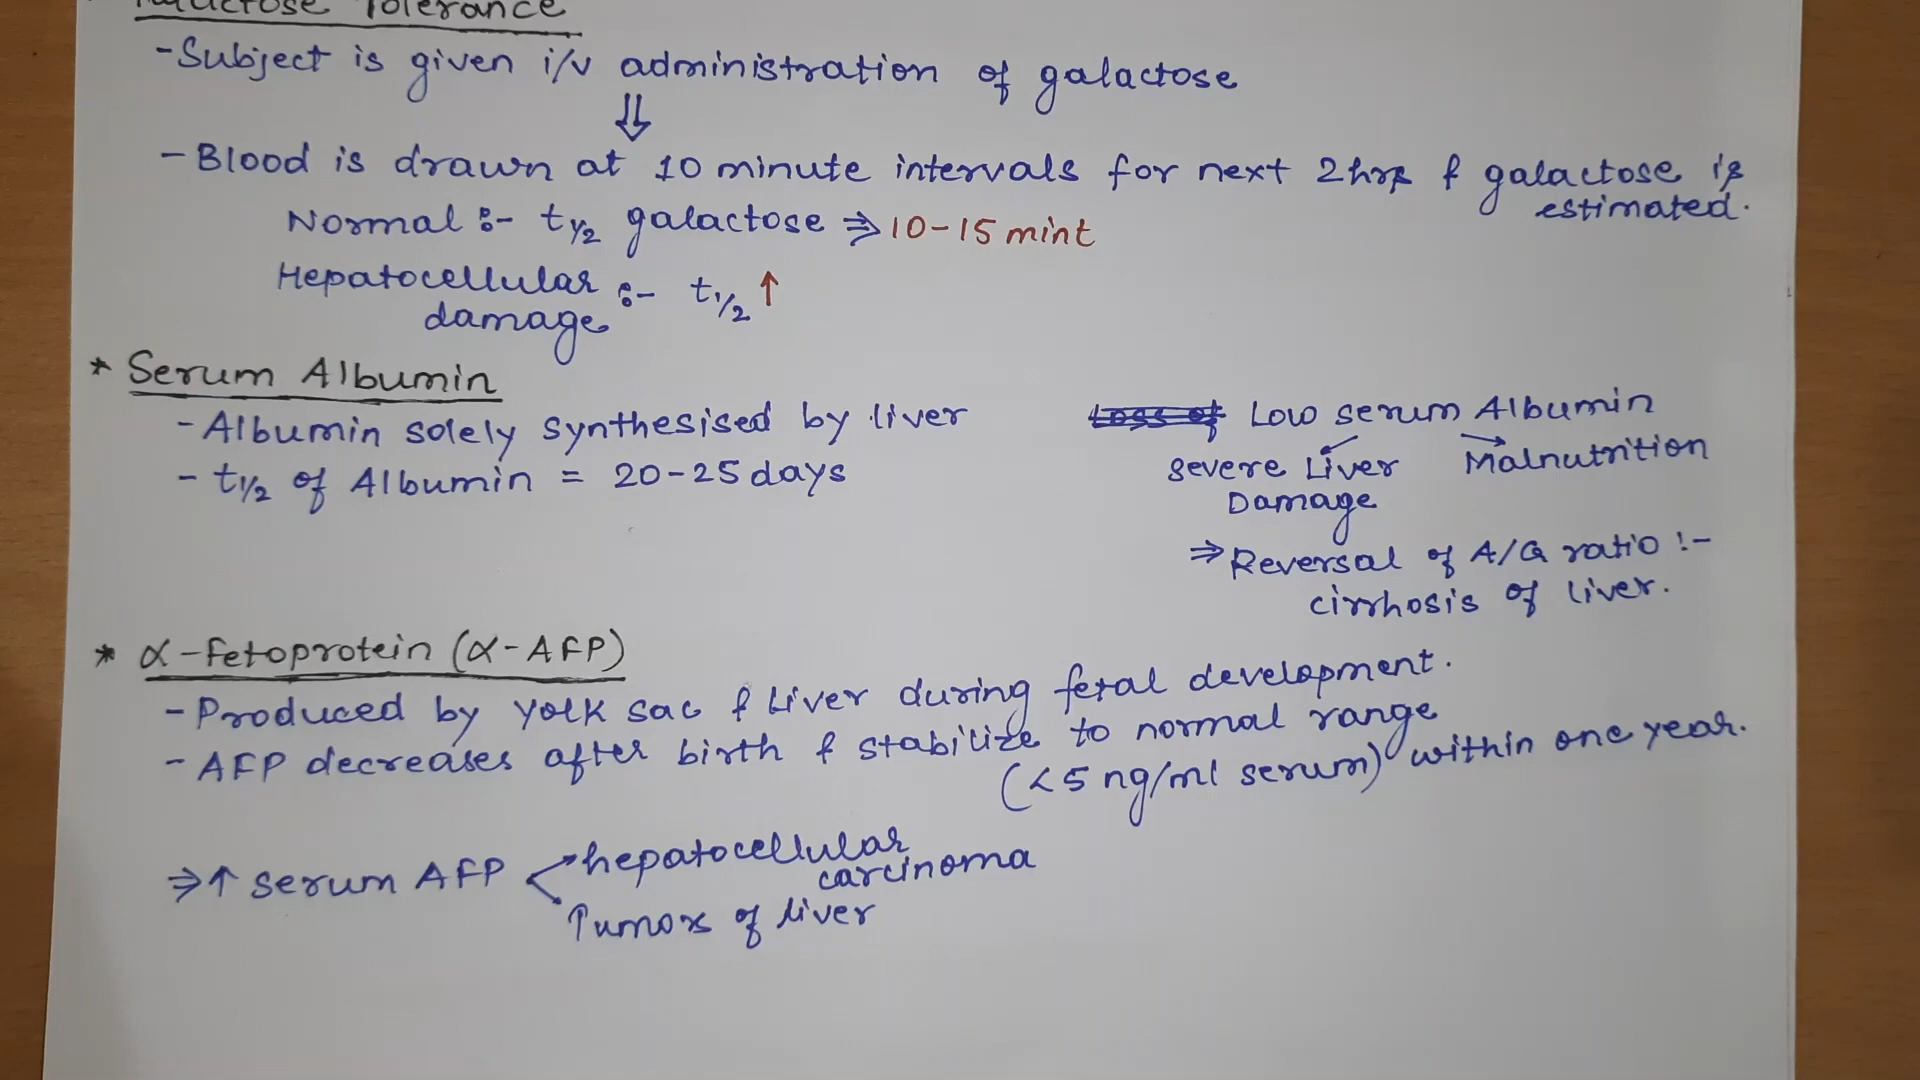 Galactose Tolerance
- Subject is given i/v administration of galactose
⇓
- Blood is drawn at 10 minute intervals for next 2hrs & galactose is estimated.
Normal :- t1/2 galactose ⇒ 10-15 mint
Hepatocellular damage :- t1/2 ↑
* Serum Albumin
- Albumin solely synthesised by liver
- t1/2 of Albumin = 20-25 days
Loss of Low serum Albumin
severe Liver Damage
Malnutrition
⇒ Reversal of A/G ratio :-
cirrhosis of liver.
* α-fetoprotein (α-AFP)
- Produced by yolk sac & Liver during fetal development.
- AFP decreases after birth & stabilize to normal range
(<5 ng/ml serum) within one year.
⇒ ↑ serum AFP
hepatocellular carcinoma
Tumors of liver